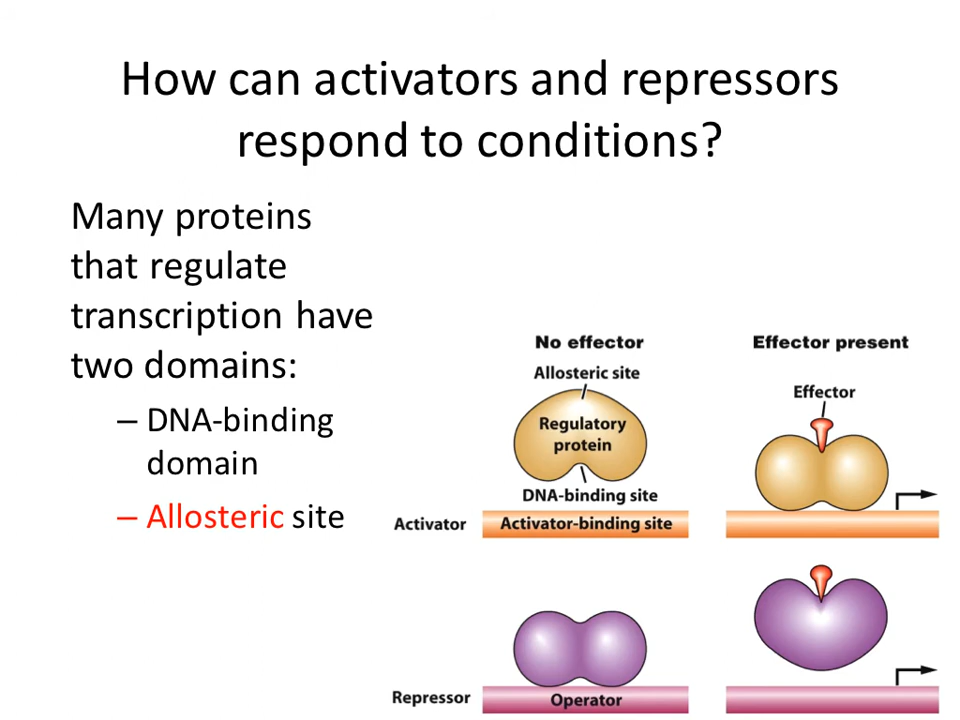 How can activators and repressors
respond to conditions?
Many proteins
that regulate
transcription have
two domains:
– DNA-binding
domain
– Allosteric site
No effector
Effector present
Allosteric site
Effector
Regulatory
protein
DNA-binding site
Activator
Activator-binding site
Repressor
Operator